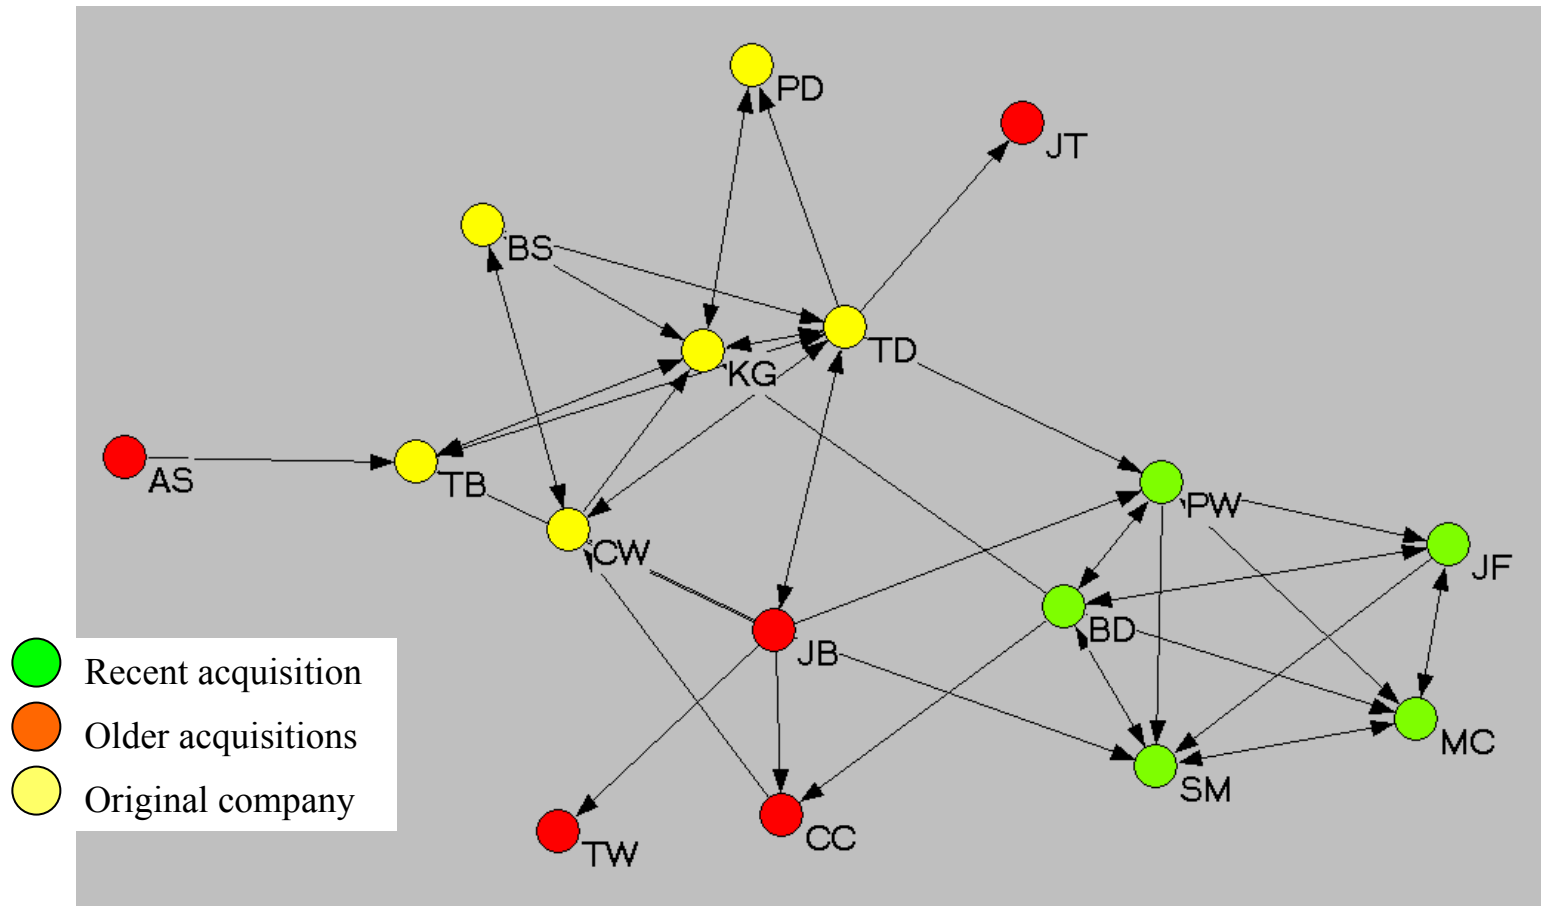 PD
JT
BS
TD
KG
AS
TB
PW
CW
JF
BD
JB
Recent acquisition
Older acquisitions
MC
SM
Original company
CC
TW